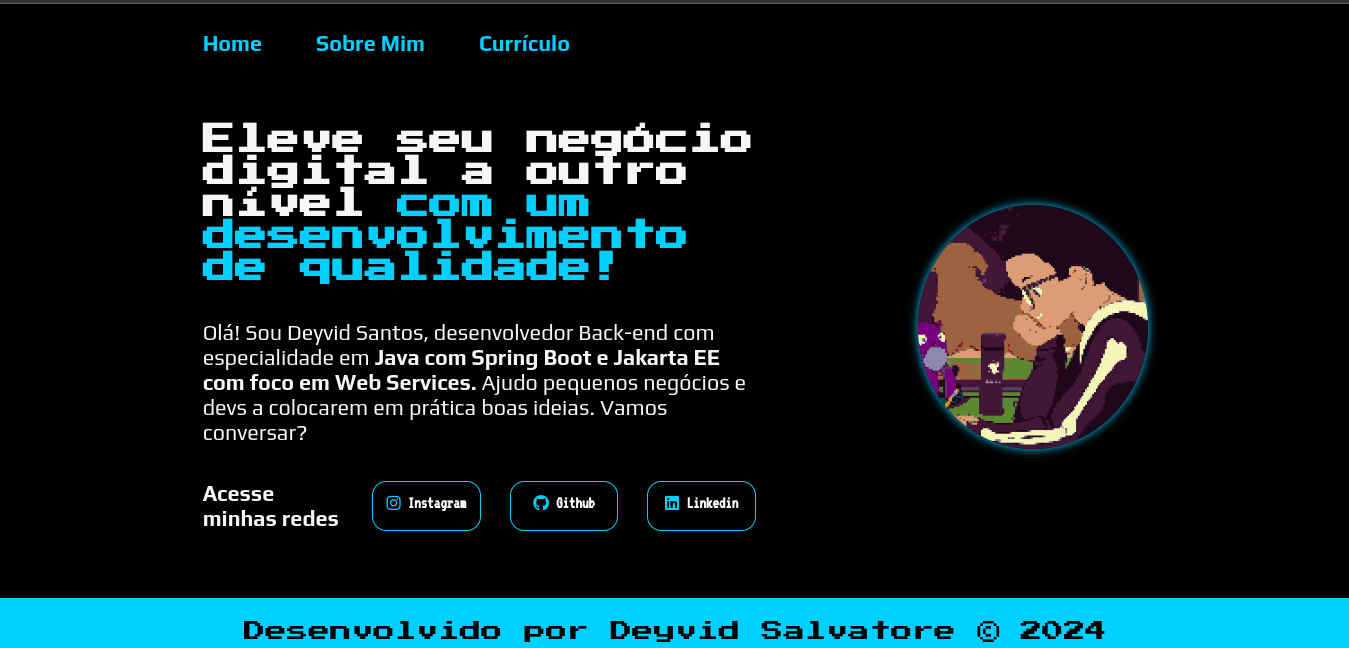 Home Sobre Mim Currículo
Eleve seu negócio
digital a outro
nível com um
desenvolvimento
de qualidade!
Olá! Sou Deyvid Santos, desenvolvedor Back-end com
especialidade em Java com Spring Boot e Jakarta EE
com foco em Web Services. Ajudo pequenos negócios e
devs a colocarem em prática boas ideias. Vamos
conversar?
Acesse
minhas redes
Instagram
Github
Linkedin
Desenvolvido por Deyvid Salvatore © 2024